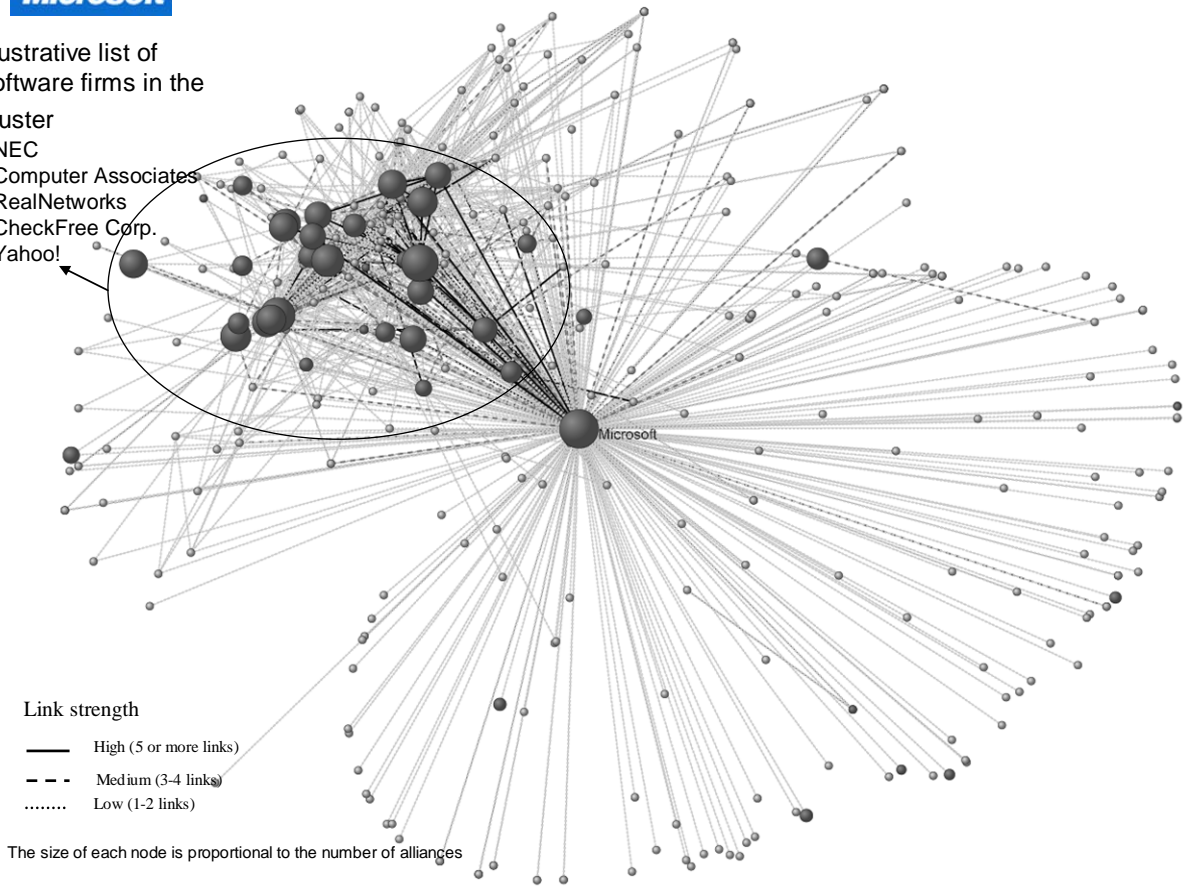 Microsoft
ustrative list of
oftware firms in the
uster
NEC
Computer Associates
RealNetworks
CheckFree Corp.
Yahoo!
Microsoft
Link strength
High (5 or more links)
Medium (3-4 links)
Low (1-2 links)
The size of each node is proportional to the number of alliances